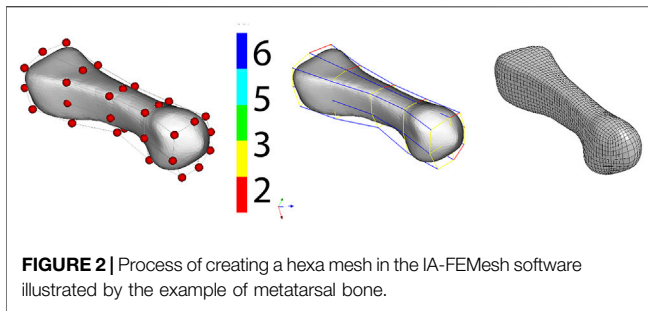 6
5
4
3
2
FIGURE 2 | Process of creating a hexa mesh in the IA-FEMesh software
illustrated by the example of metatarsal bone.